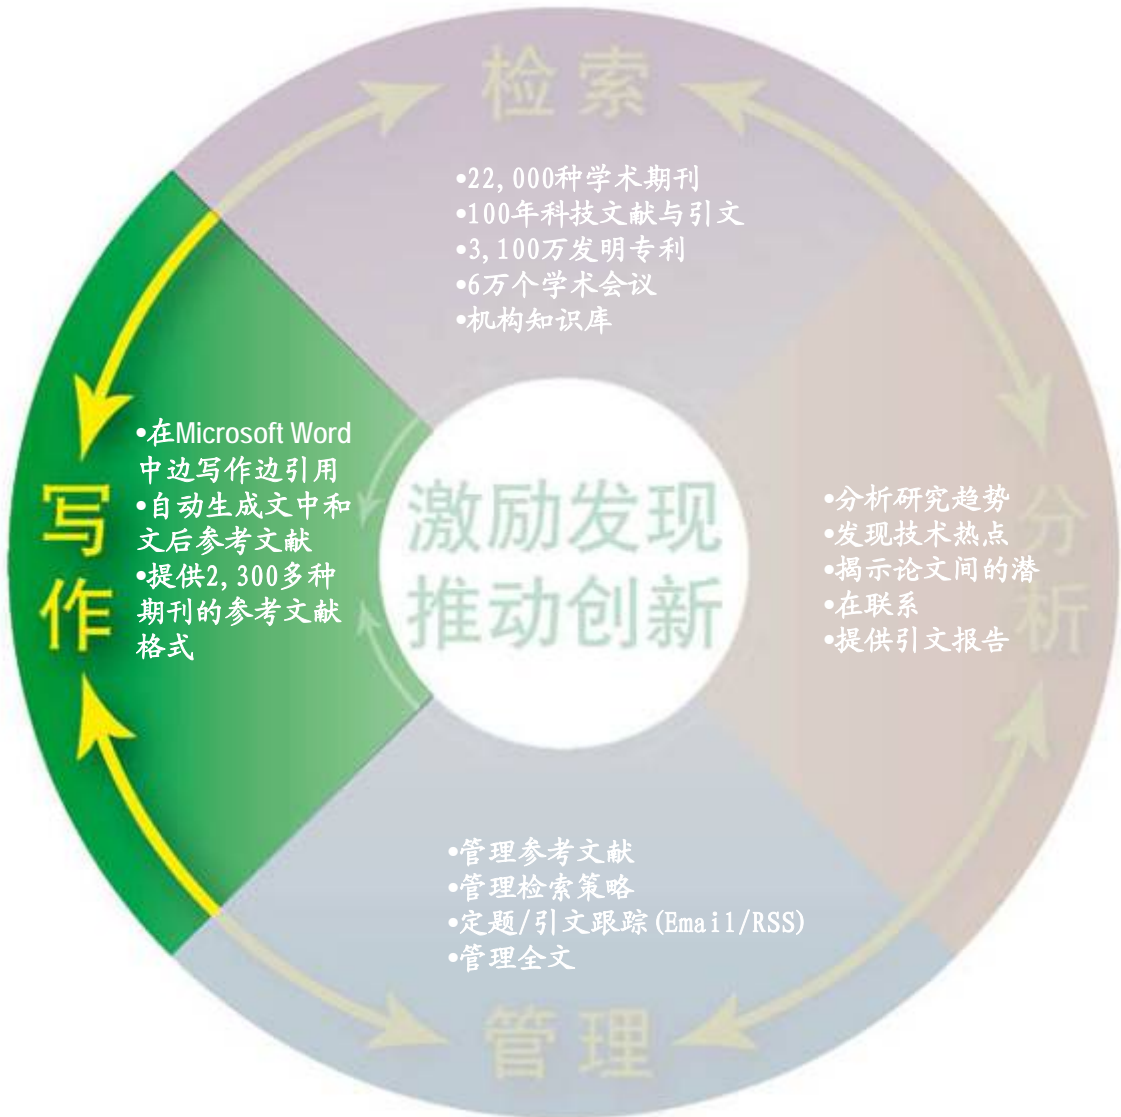 检索
•22,000种学术期刊
•100年科技文献与引文
•3,100万发明专利
•6万个学术会议
•机构知识库
写
作
•在Microsoft Word
中边写作边引用
•自动生成文中和
文后参考文献
•提供2,300多种
期刊的参考文献
格式
激励发现
推动创新
•分析研究趋势
•发现技术热点
•揭示论文间的潜
•在联系
•提供引文报告
分
析
•管理参考文献
•管理检索策略
•定题/引文跟踪(Email/RSS)
•管理全文
管理